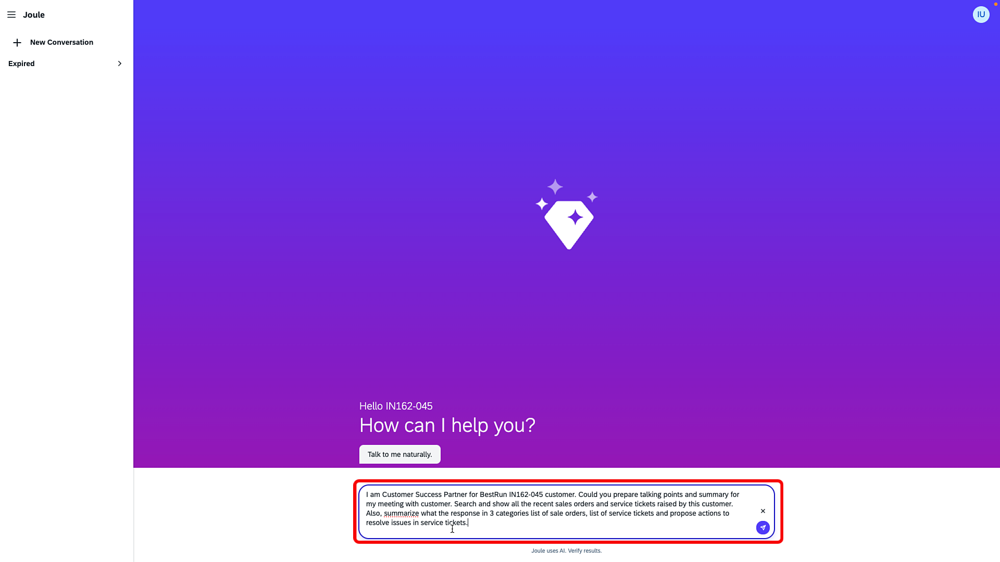 Joule
IU
New Conversation
Expired
Hello IN162-045
How can I help you?
Talk to me naturally.
I am Customer Success Partner for BestRun IN162-045 customer. Could you prepare talking points and summary for
my meeting with customer. Search and show all the recent sales orders and service tickets raised by this customer.
Also, summarize what the response in 3 categories list of sale orders, list of service tickets and propose actions to
resolve issues in service tickets.
Joule uses AI. Verify results.